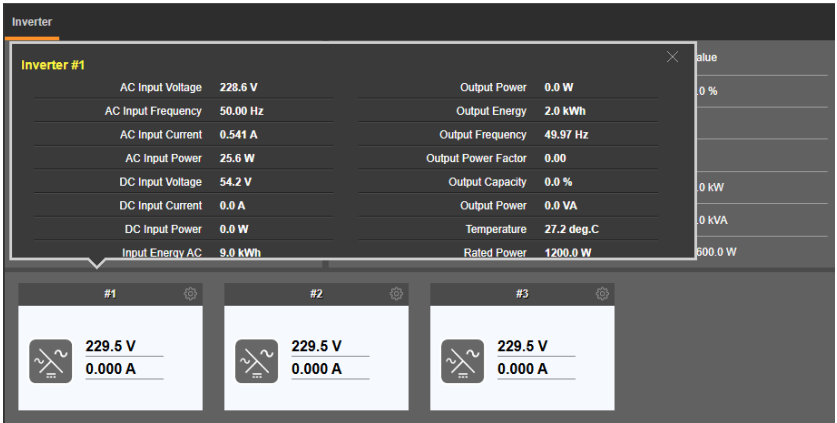 Inverter
Inverter #1
AC Input Voltage 228.6 V
AC Input Frequency 50.00 Hz
AC Input Current 0.541 A
AC Input Power 25.6 W
DC Input Voltage 54.2 V
DC Input Current 0.0 A
DC Input Power 0.0 W
Input Energy AC 9.0 kWh
Output Power 0.0 W
Output Energy 2.0 kWh
Output Frequency 49.97 Hz
Output Power Factor 0.00
Output Capacity 0.0 %
Output Power 0.0 VA
Temperature 27.2 deg.C
Rated Power 1200.0 W
alue
.0 %
.0 kW
.0 kVA
600.0 W
#1
229.5 V
0.000 A
#2
229.5 V
0.000 A
#3
229.5 V
0.000 A